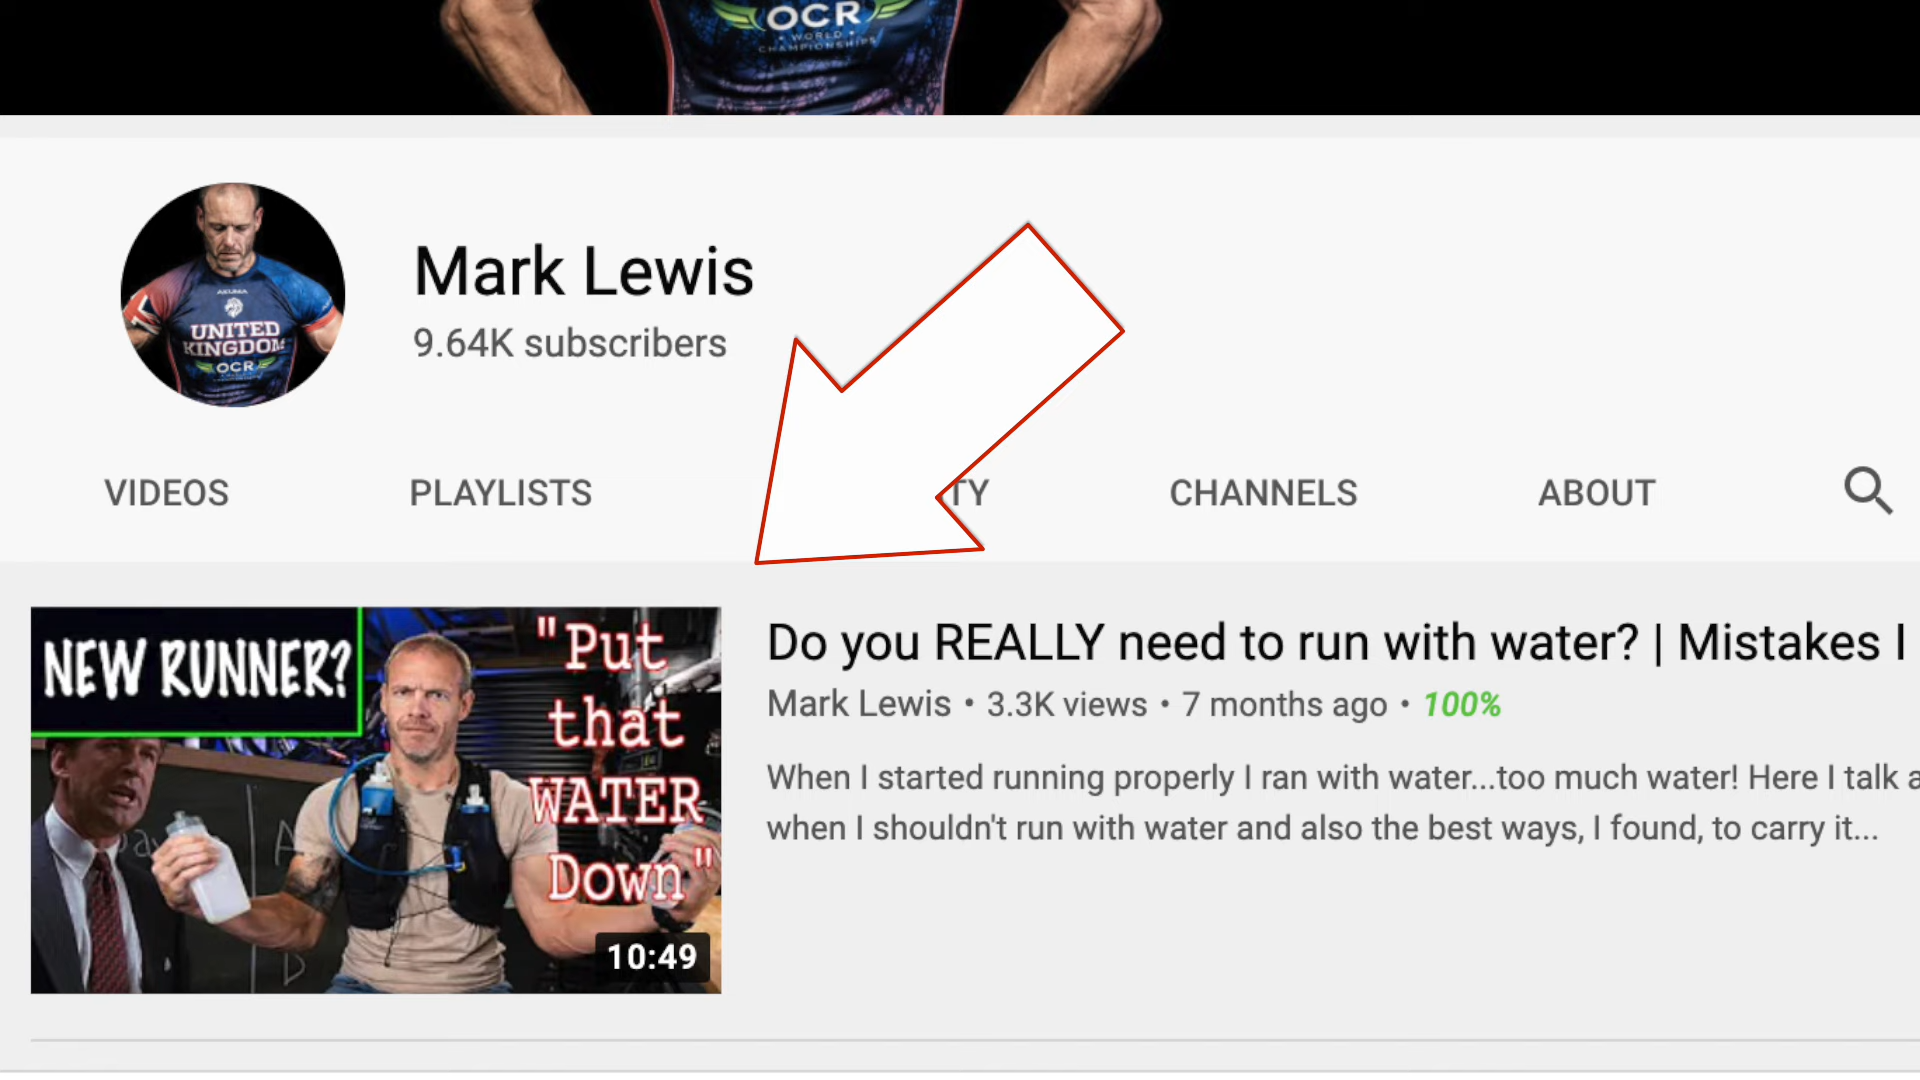 OCR
WORLD
CHAMPIONSHIPS
AKUMA
UNITED
KINGDOM
OCR
Mark Lewis
9.64K subscribers
VIDEOS PLAYLISTS TY CHANNELS ABOUT
NEW RUNNER?
"Put
that
WATER
Down"
10:49
Do you REALLY need to run with water? | Mistakes I
Mark Lewis • 3.3K views • 7 months ago • 100%
When I started running properly I ran with water...too much water! Here I talk a
when I shouldn't run with water and also the best ways, I found, to carry it...